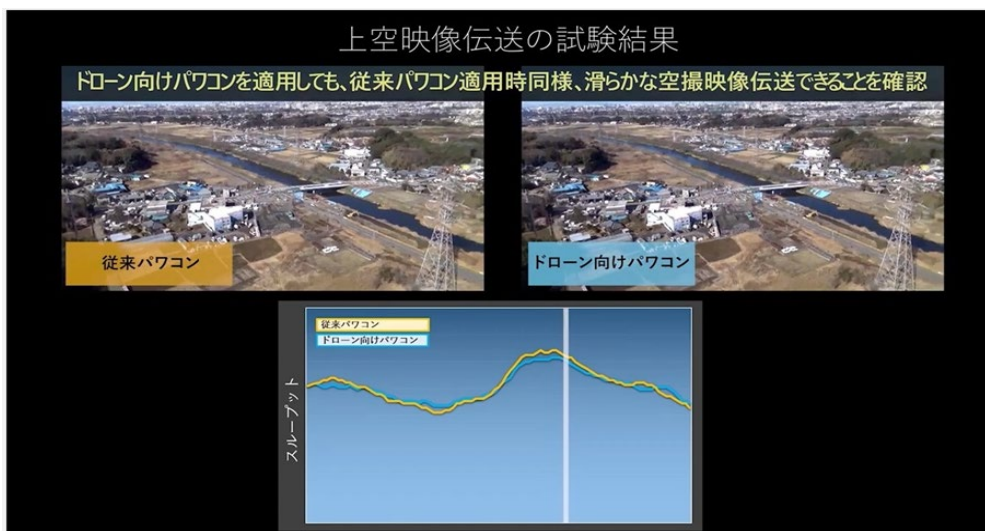 上空映像伝送の試験結果
ドローン向けパワコンを適用しても、従来パワコン適用時同様、滑らかな空撮映像伝送できることを確認
従来パワコン
ドローン向けパワコン
従来パワコン
ドローン向けパワコン
スループット